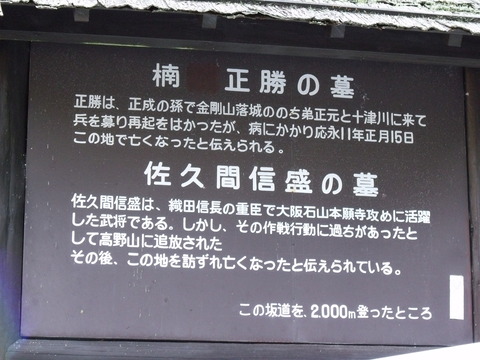 楠 正勝の墓
正勝は、正成の孫で金剛山落城ののち弟正元と十津川に来て
兵を募り再起をはかったが、病にかかり応永11年正月15日
この地で亡くなったと伝えられる。
佐久間信盛の墓
佐久間信盛は、織田信長の重臣で大阪石山本願寺攻めに活躍
した武将である。しかし、その作戦行動に過ちがあったと
して高野山に追放された
その後、この地を訪ずれ亡くなったと伝えられている。
この坂道を、2,000m登ったところ